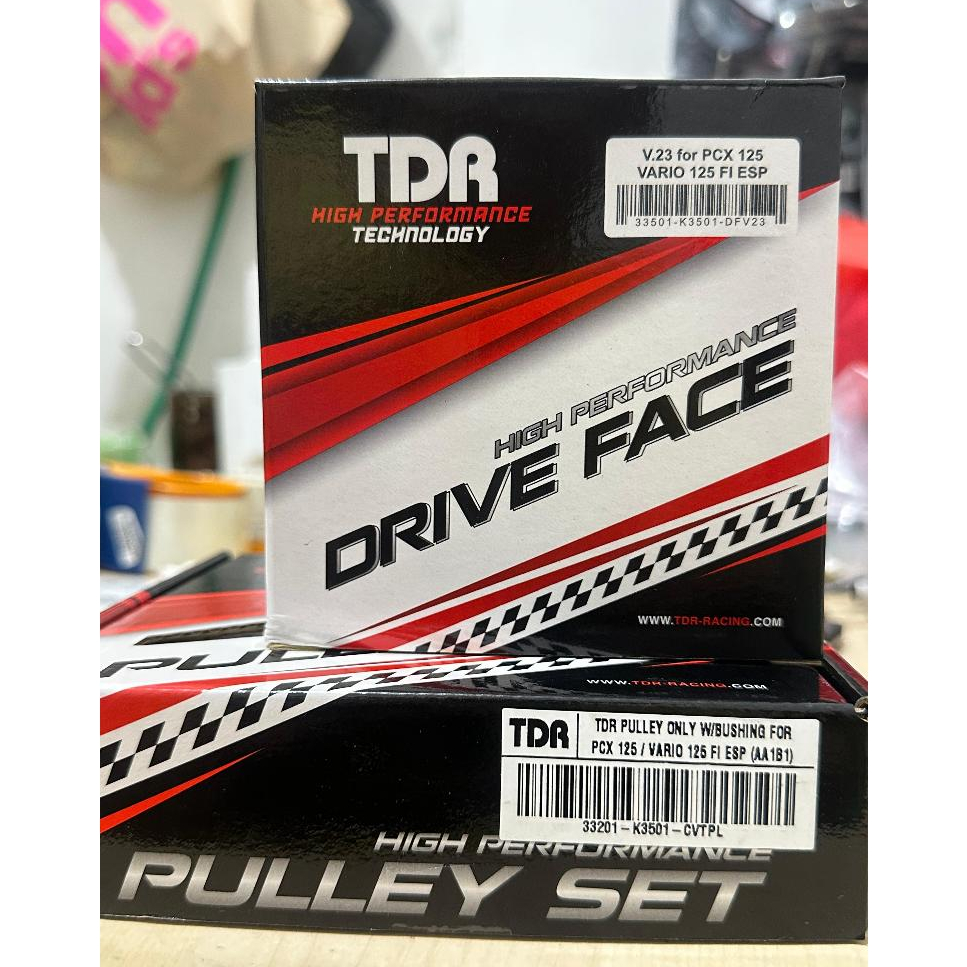 TDR
HIGH PERFORMANCE
TECHNOLOGY
V.23 for PCX 125
VARIO 125 FI ESP
33501-K3501-DFV23
HIGH PERFORMANCE
DRIVE FACE
WWW.TDR-RACING.COM
WWW.TDR-RACING.COM
TDR
TDR PULLEY ONLY W/BUSHING FOR
PCX 125 / VARIO 125 FI ESP (AA1B1)
33201-K3501-CVTPL
HIGH PERFORMANCE
PULLEY SET